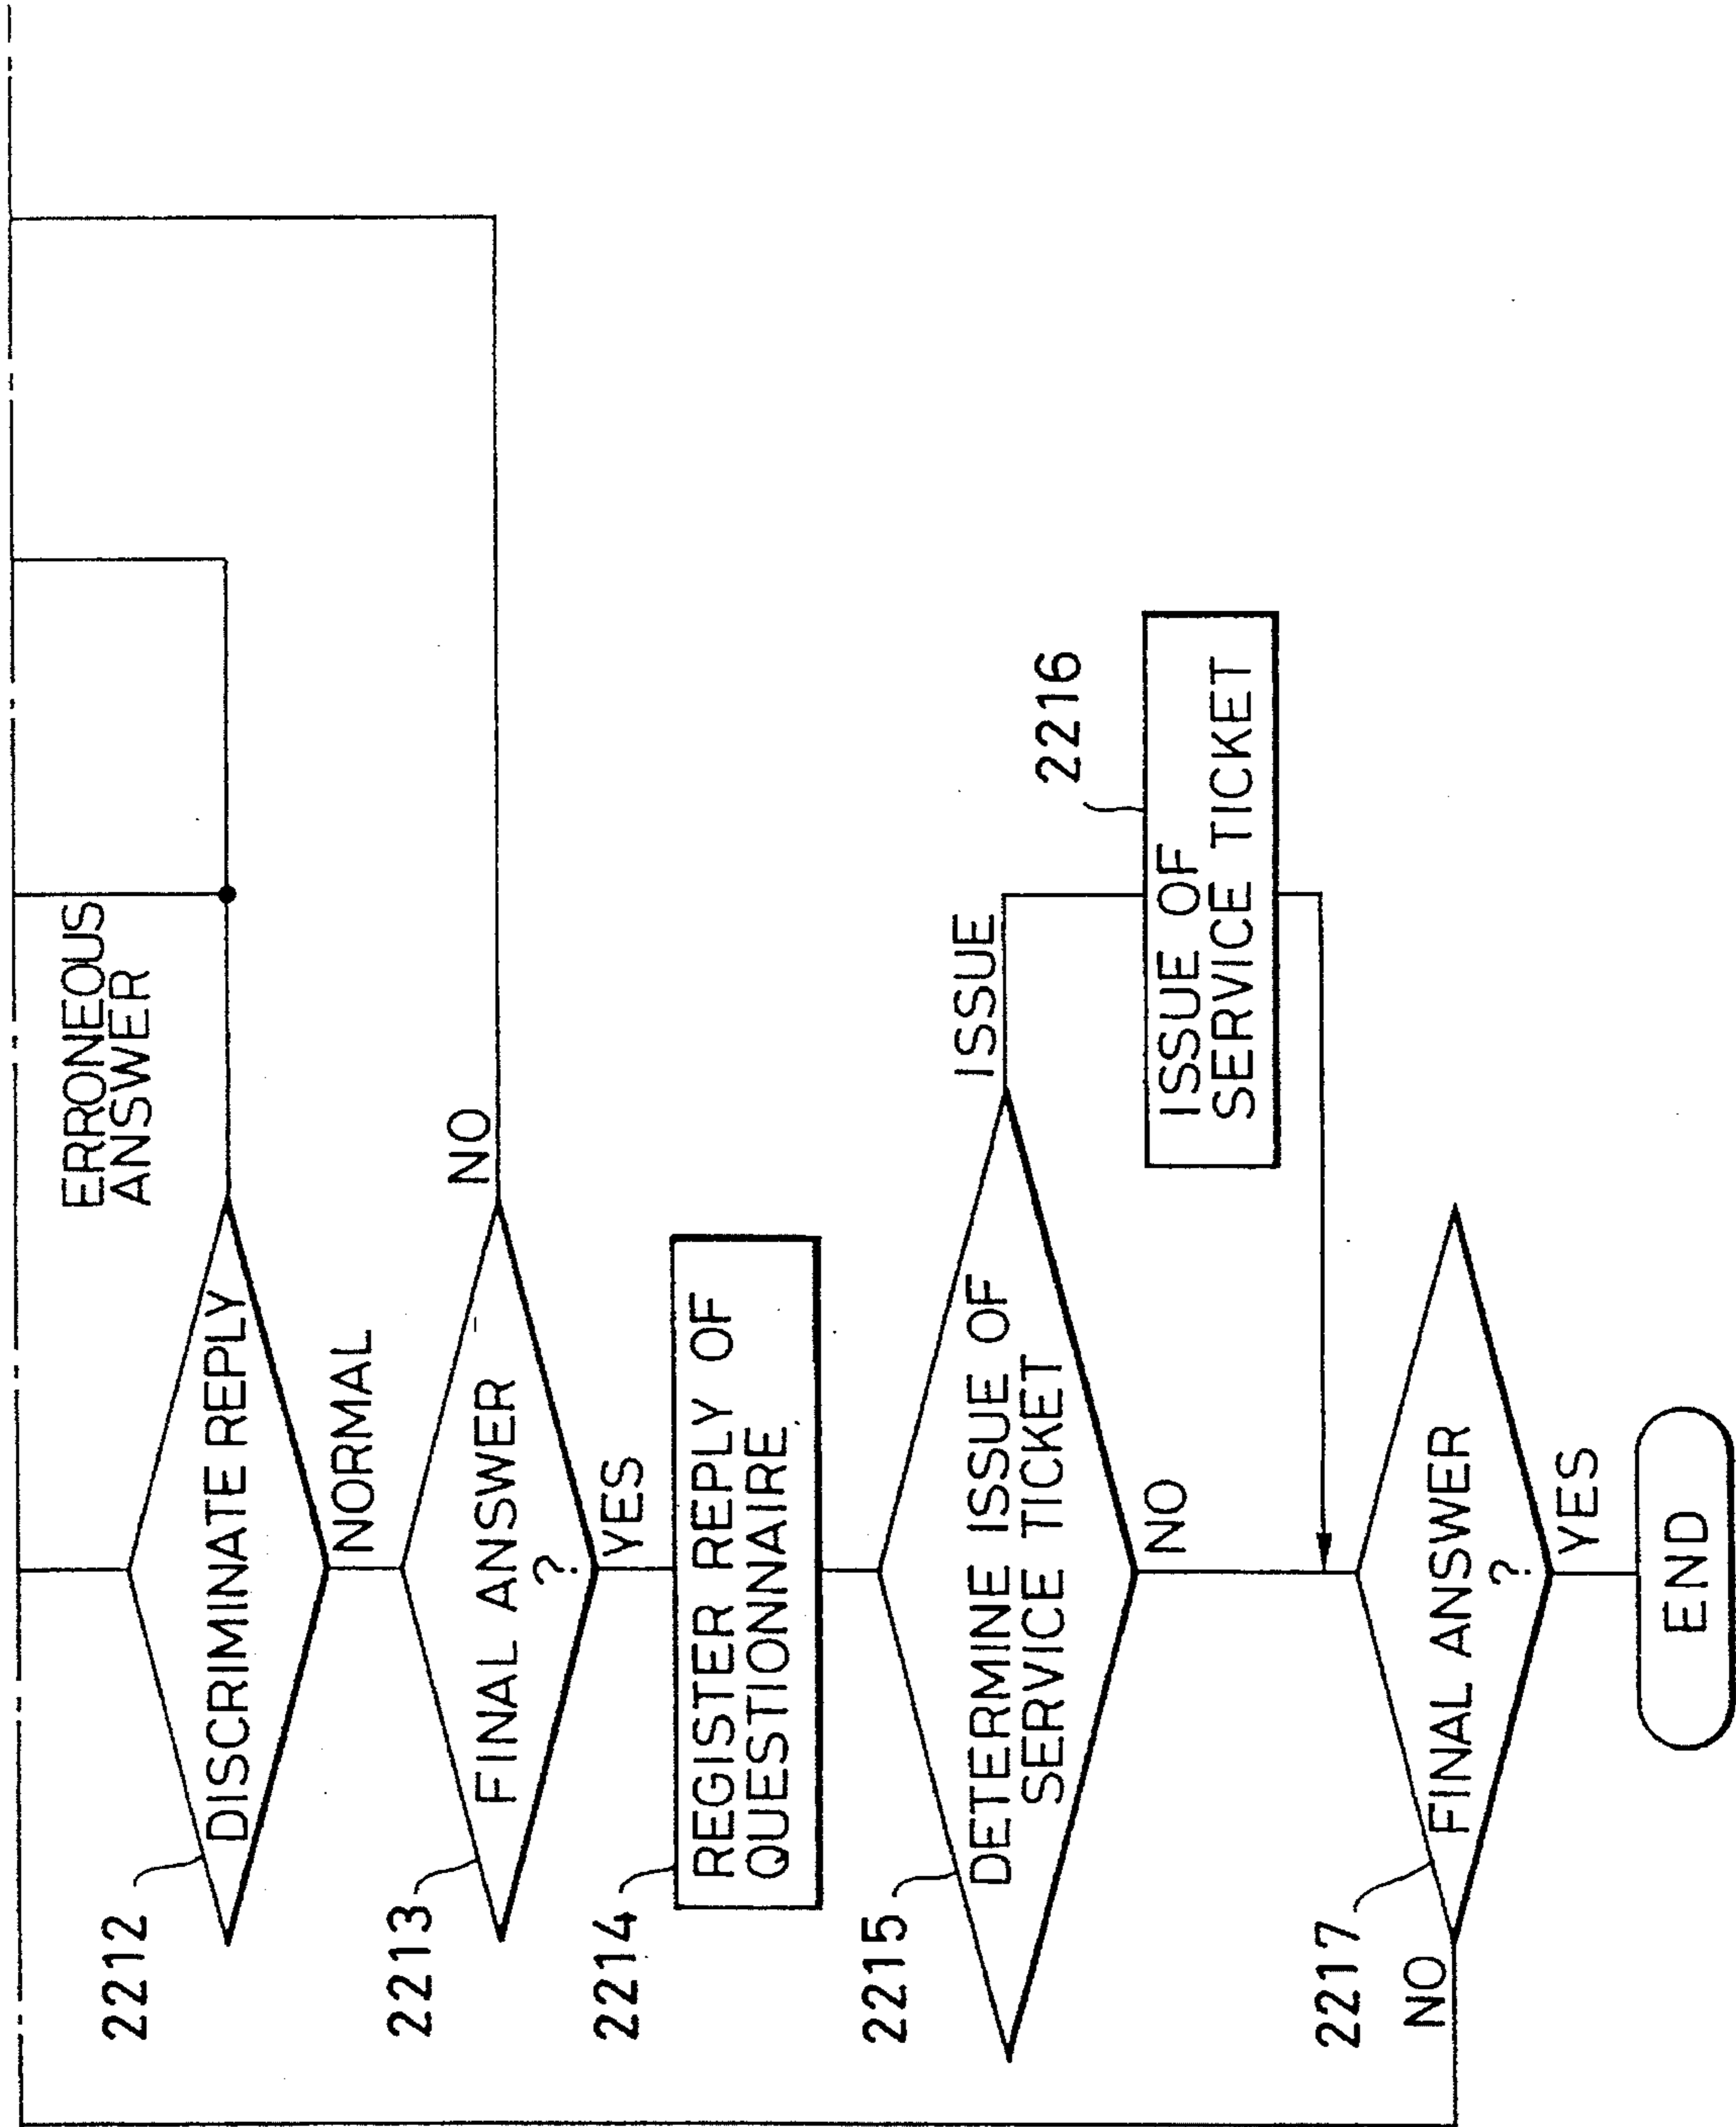 2212
DISCRIMINATE REPLY
ERRONEOUS
ANSWER
NORMAL
2213
FINAL ANSWER
?
NO
YES
2214
REGISTER REPLY OF
QUESTIONNAIRE
2215
DETERMINE ISSUE OF
SERVICE TICKET
ISSUE
NO
2216
ISSUE OF
SERVICE TICKET
2217
FINAL ANSWER
?
NO
YES
END